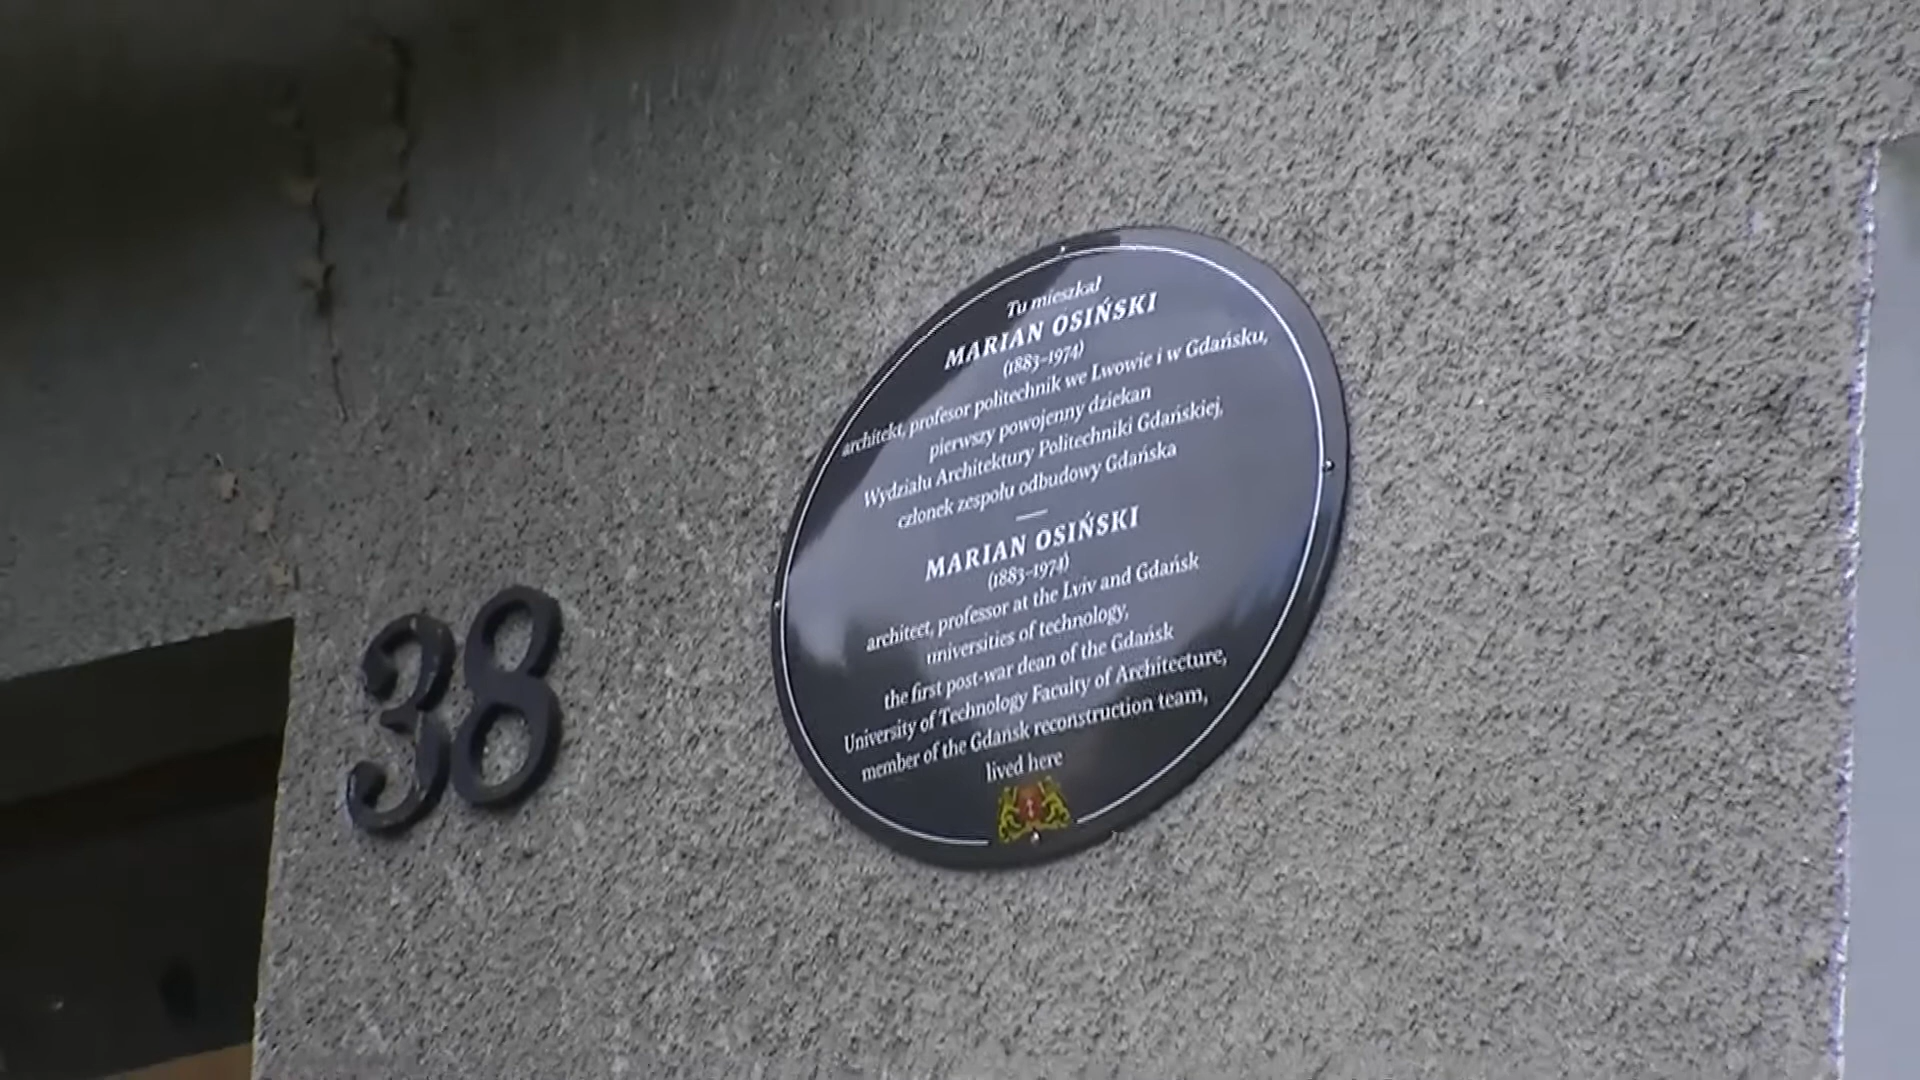 38
Tu mieszkał
MARIAN OSIŃSKI
(1883–1974)
architekt, profesor politechnik we Lwowie i w Gdańsku,
pierwszy powojenny dziekan
Wydziału Architektury Politechniki Gdańskiej,
członek zespołu odbudowy Gdańska
MARIAN OSIŃSKI
(1883–1974)
architect, professor at the Lviv and Gdańsk
universities of technology,
the first post-war dean of the Gdańsk
University of Technology Faculty of Architecture,
member of the Gdańsk reconstruction team,
lived here